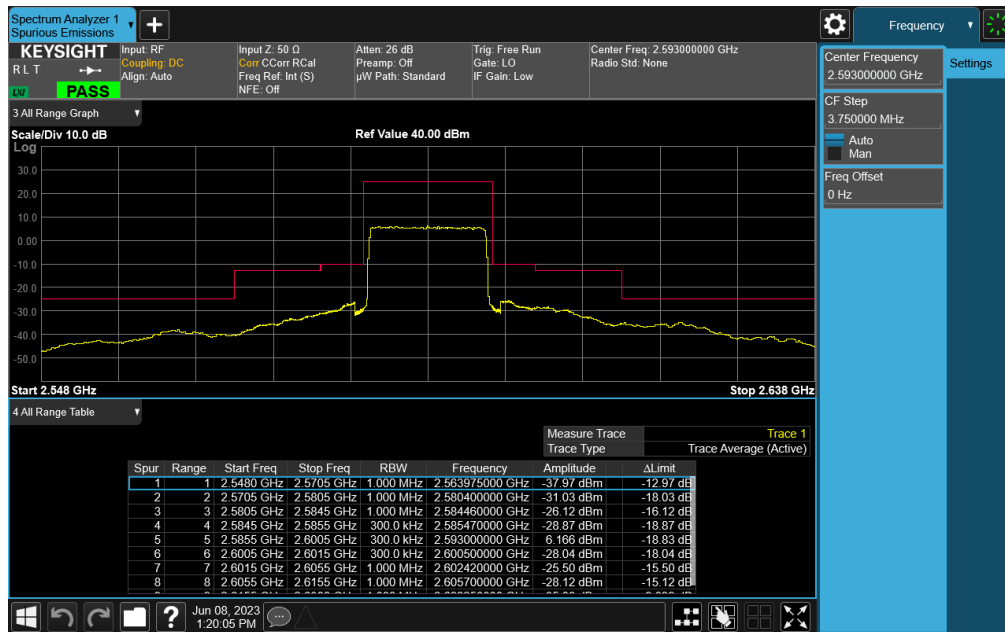 Spectrum Analyzer 1
Spurious Emissions
Frequency
KEYSIGHT
R L T
LXI
PASS
Input: RF
Coupling: DC
Align: Auto
Input Z: 50 Ω
Corr CCorr RCal
Freq Ref: Int (S)
NFE: Off
Atten: 26 dB
Preamp: Off
µW Path: Standard
Trig: Free Run
Gate: LO
IF Gain: Low
Center Freq: 2.593000000 GHz
Radio Std: None
Center Frequency
2.593000000 GHz
Settings
CF Step
3.750000 MHz
Auto
Man
Freq Offset
0 Hz
3 All Range Graph
Scale/Div 10.0 dB
Ref Value 40.00 dBm
Log
30.0
20.0
10.0
0.00
-10.0
-20.0
-30.0
-40.0
-50.0
Start 2.548 GHz
Stop 2.638 GHz
4 All Range Table
Measure Trace Trace 1
Trace Type Trace Average (Active)
Spur Range Start Freq Stop Freq RBW Frequency Amplitude ΔLimit
1 1 2.5480 GHz 2.5705 GHz 1.000 MHz 2.563975000 GHz -37.97 dBm -12.97 dB
2 2 2.5705 GHz 2.5805 GHz 1.000 MHz 2.580400000 GHz -31.03 dBm -18.03 dB
3 3 2.5805 GHz 2.5845 GHz 1.000 MHz 2.584460000 GHz -26.12 dBm -16.12 dB
4 4 2.5845 GHz 2.5855 GHz 300.0 kHz 2.585470000 GHz -28.87 dBm -18.87 dB
5 5 2.5855 GHz 2.6005 GHz 300.0 kHz 2.593000000 GHz 6.166 dBm -18.83 dB
6 6 2.6005 GHz 2.6015 GHz 300.0 kHz 2.600500000 GHz -28.04 dBm -18.04 dB
7 7 2.6015 GHz 2.6055 GHz 1.000 MHz 2.602420000 GHz -25.50 dBm -15.50 dB
8 8 2.6055 GHz 2.6155 GHz 1.000 MHz 2.605700000 GHz -28.12 dBm -15.12 dB
Jun 08, 2023
1:20:05 PM